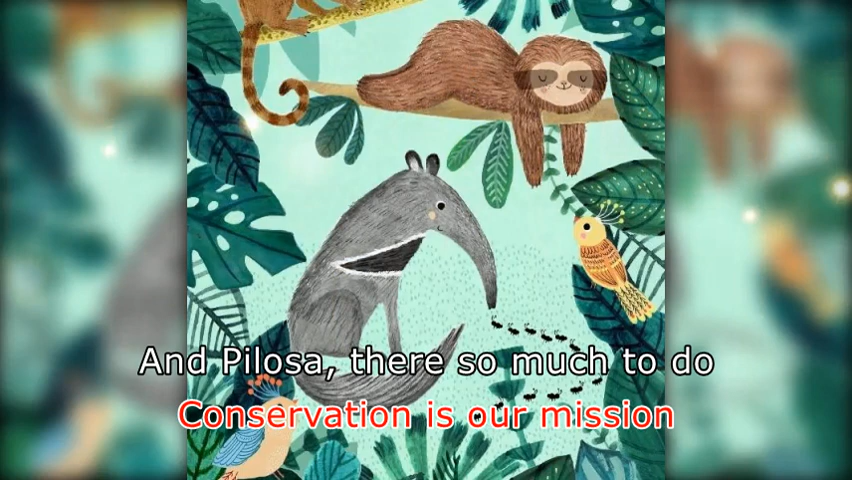 And Pilosa, there so much to do
Conservation is our mission